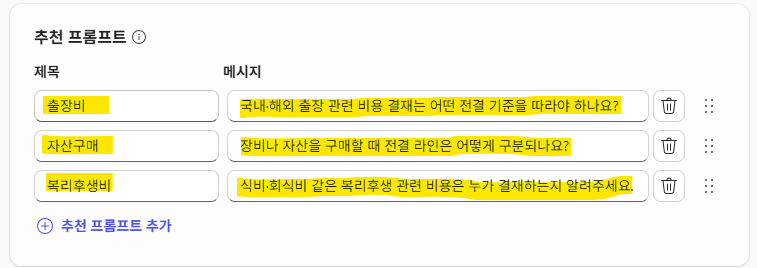 추천 프롬프트
제목 메시지
출장비 국내·해외 출장 관련 비용 결재는 어떤 전결 기준을 따라야 하나요?
자산구매 장비나 자산을 구매할 때 전결 라인은 어떻게 구분되나요?
복리후생비 식비·회식비 같은 복리후생 관련 비용은 누가 결재하는지 알려주세요.
추천 프롬프트 추가